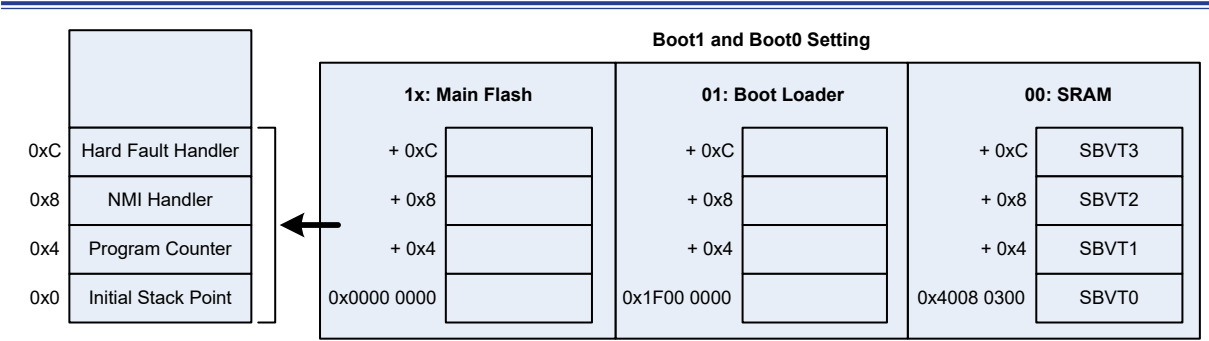 Boot1 and Boot0 Setting
1x: Main Flash 01: Boot Loader 00: SRAM
0xC Hard Fault Handler + 0xC + 0xC + 0xC SBVT3
0x8 NMI Handler + 0x8 + 0x8 + 0x8 SBVT2
0x4 Program Counter + 0x4 + 0x4 + 0x4 SBVT1
0x0 Initial Stack Point 0x0000 0000 0x1F00 0000 0x4008 0300 SBVT0